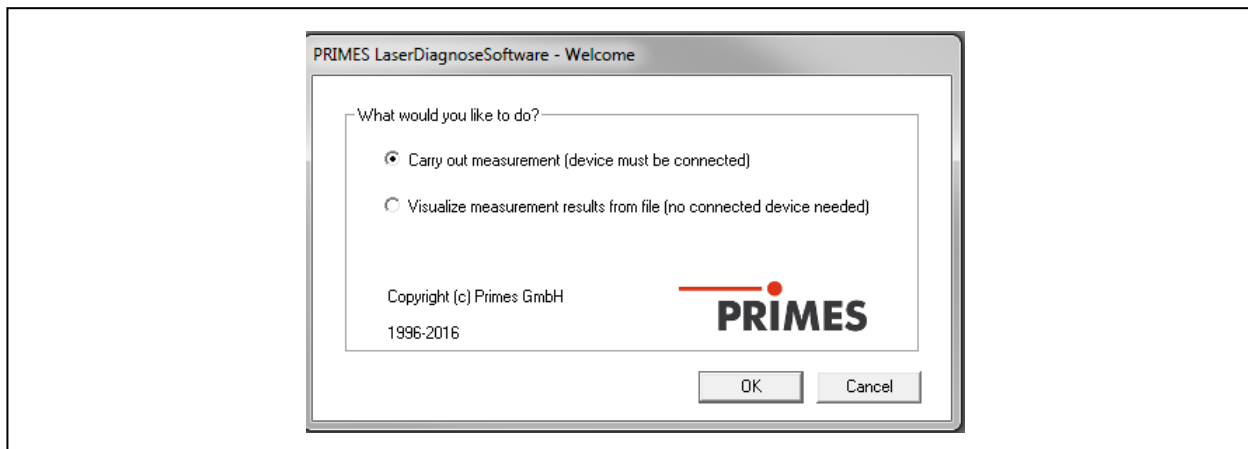 PRIMES LaserDiagnoseSoftware - Welcome
What would you like to do?
Carry out measurement (device must be connected)
Visualize measurement results from file (no connected device needed)
Copyright (c) Primes GmbH
1996-2016
PRIMES
OK
Cancel